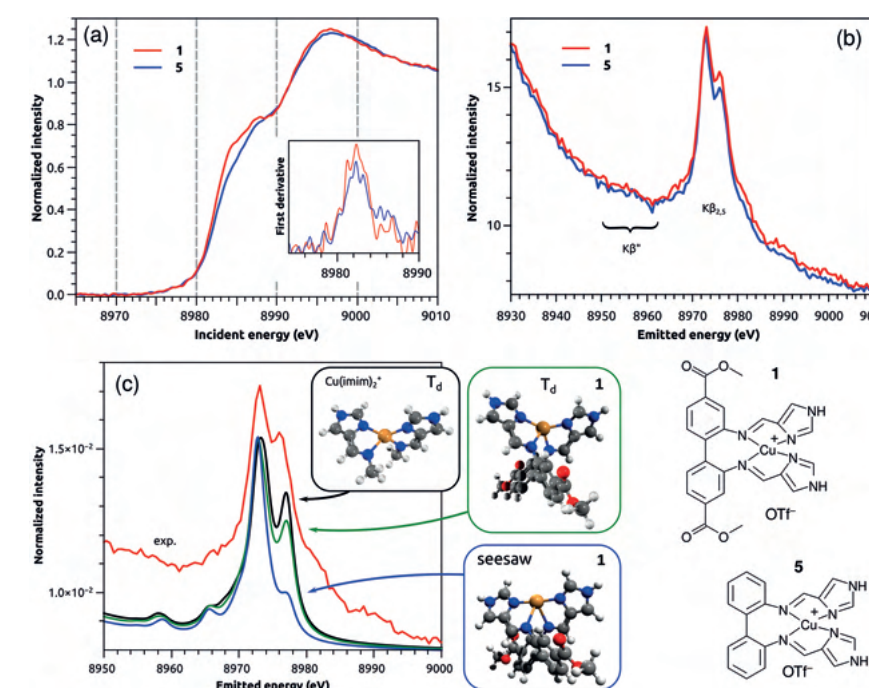 (a)
1
5
Normalized intensity
1.2
1.0
0.8
0.6
0.4
0.2
0.0
First derivative
8980
8990
8970
8980
8990
9000
9010
Incident energy (eV)
(b)
1
5
Normalized intensity
15
10
Kβ"
Kβ2,5
8930
8940
8950
8960
8970
8980
8990
9000
Emitted energy (eV)
(c)
Normalized intensity
1.5×10⁻²
1.0×10⁻²
exp.
8950
8960
8970
8980
8990
9000
Emitted energy (eV)
Cu(imim)₂⁺ Td
Td 1
seesaw 1
1
O
O
O
O
N
N
N
N
NH
NH
Cu
+
OTf⁻
5
N
N
N
N
NH
NH
Cu
+
OTf⁻